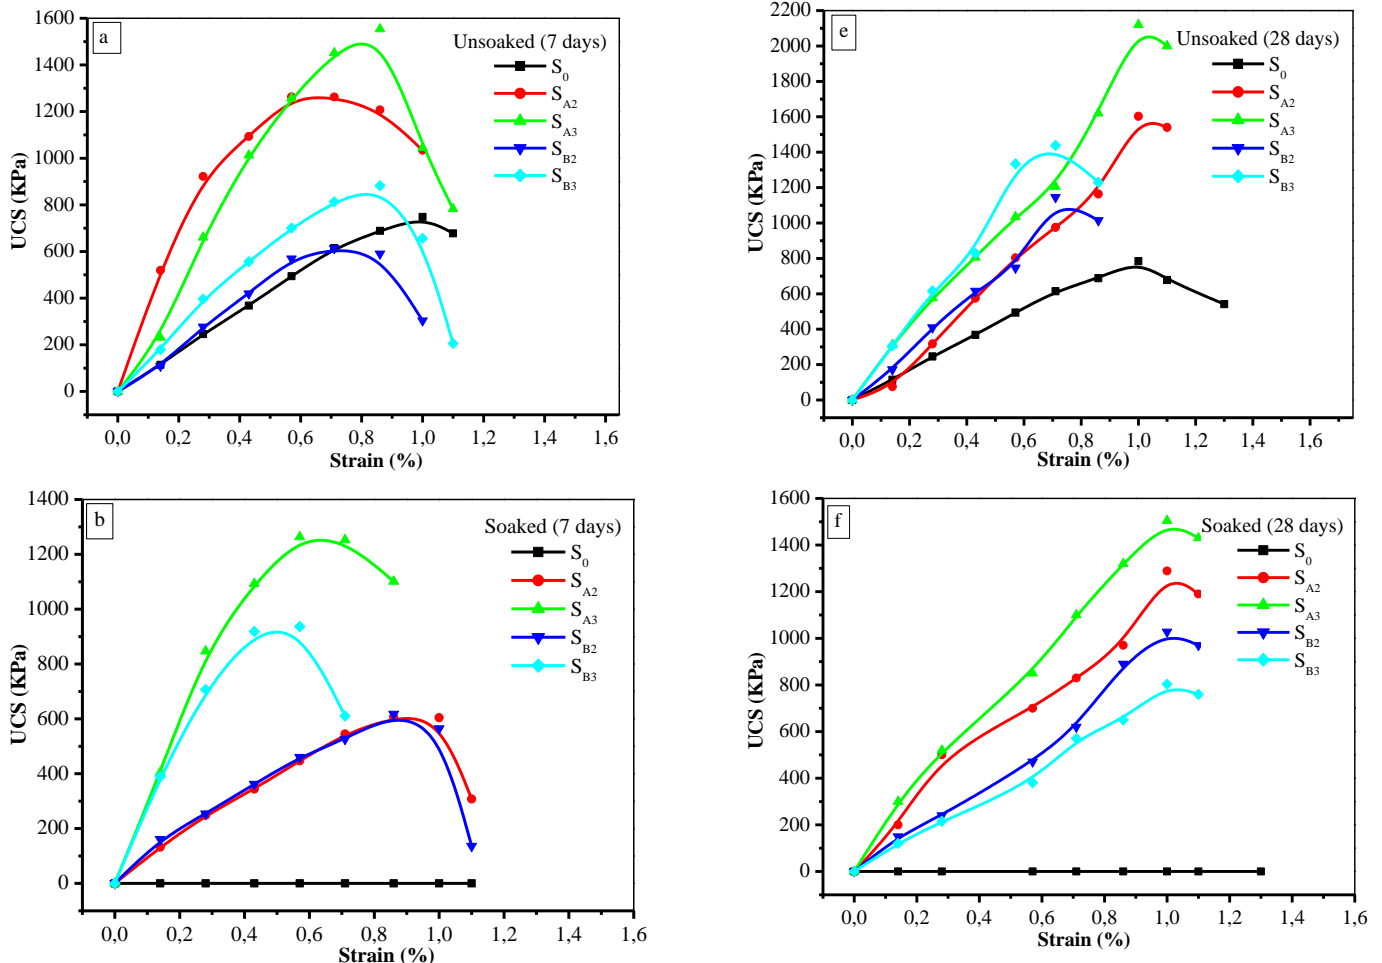 a
Unsoaked (7 days)
S0
SA2
SA3
SB2
SB3
UCS (KPa)
1600
1400
1200
1000
800
600
400
200
0
0,0 0,2 0,4 0,6 0,8 1,0 1,2 1,4 1,6
Strain (%)
e
Unsoaked (28 days)
S0
SA2
SA3
SB2
SB3
UCS (KPa)
2200
2000
1800
1600
1400
1200
1000
800
600
400
200
0
0,0 0,2 0,4 0,6 0,8 1,0 1,2 1,4 1,6
Strain (%)
b
Soaked (7 days)
S0
SA2
SA3
SB2
SB3
UCS (KPa)
1400
1200
1000
800
600
400
200
0
0,0 0,2 0,4 0,6 0,8 1,0 1,2 1,4 1,6
Strain (%)
f
Soaked (28 days)
S0
SA2
SA3
SB2
SB3
UCS (KPa)
1600
1400
1200
1000
800
600
400
200
0
0,0 0,2 0,4 0,6 0,8 1,0 1,2 1,4 1,6
Strain (%)